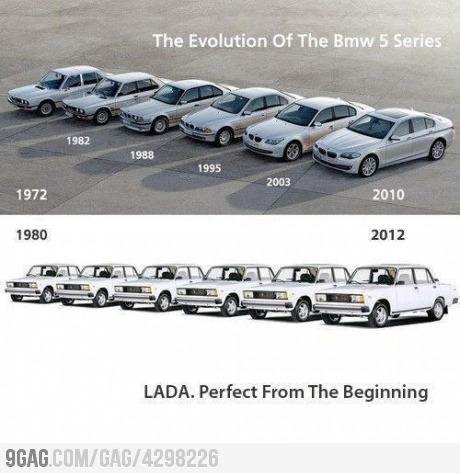 The Evolution Of The Bmw 5 Series
1972
1982
1988
1995
2003
2010
1980
2012
LADA. Perfect From The Beginning
9GAG.COM/GAG/4298226